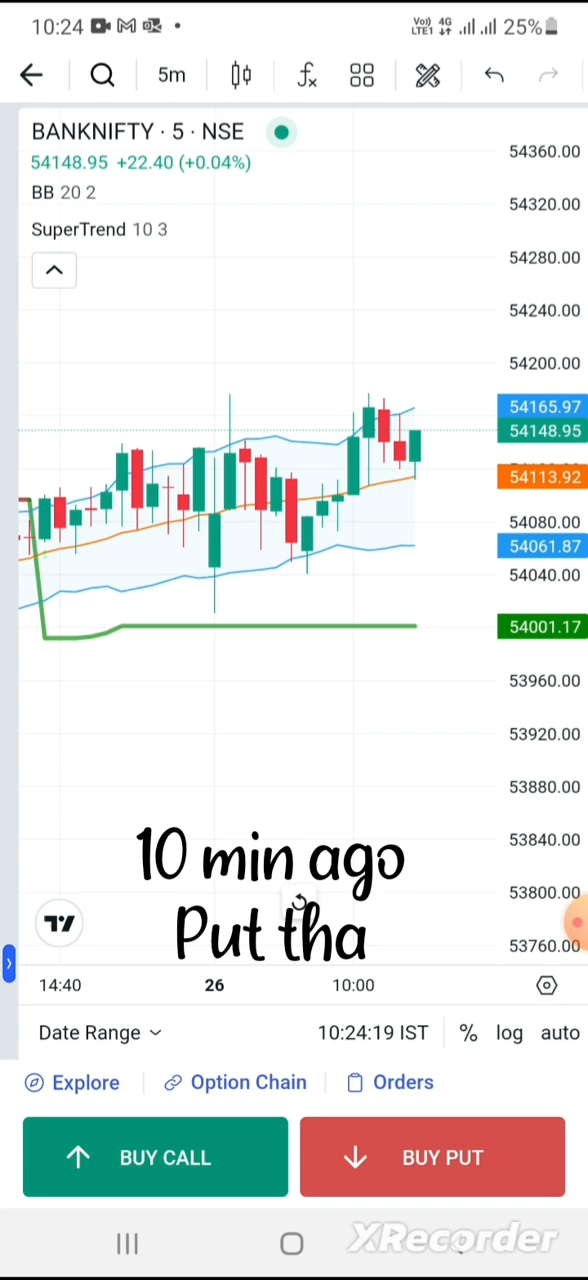 10:24 Vo)) LTE1 4G 25%
5m fx
BANKNIFTY · 5 · NSE
54148.95 +22.40 (+0.04%)
BB 20 2
SuperTrend 10 3
54360.00
54320.00
54280.00
54240.00
54200.00
54165.97
54148.95
54113.92
54080.00
54061.87
54040.00
54001.17
53960.00
53920.00
53880.00
53840.00
53800.00
53760.00
10 min ago
Put tha
14:40 26 10:00
Date Range 10:24:19 IST % log auto
Explore Option Chain Orders
BUY CALL BUY PUT
XRecorder